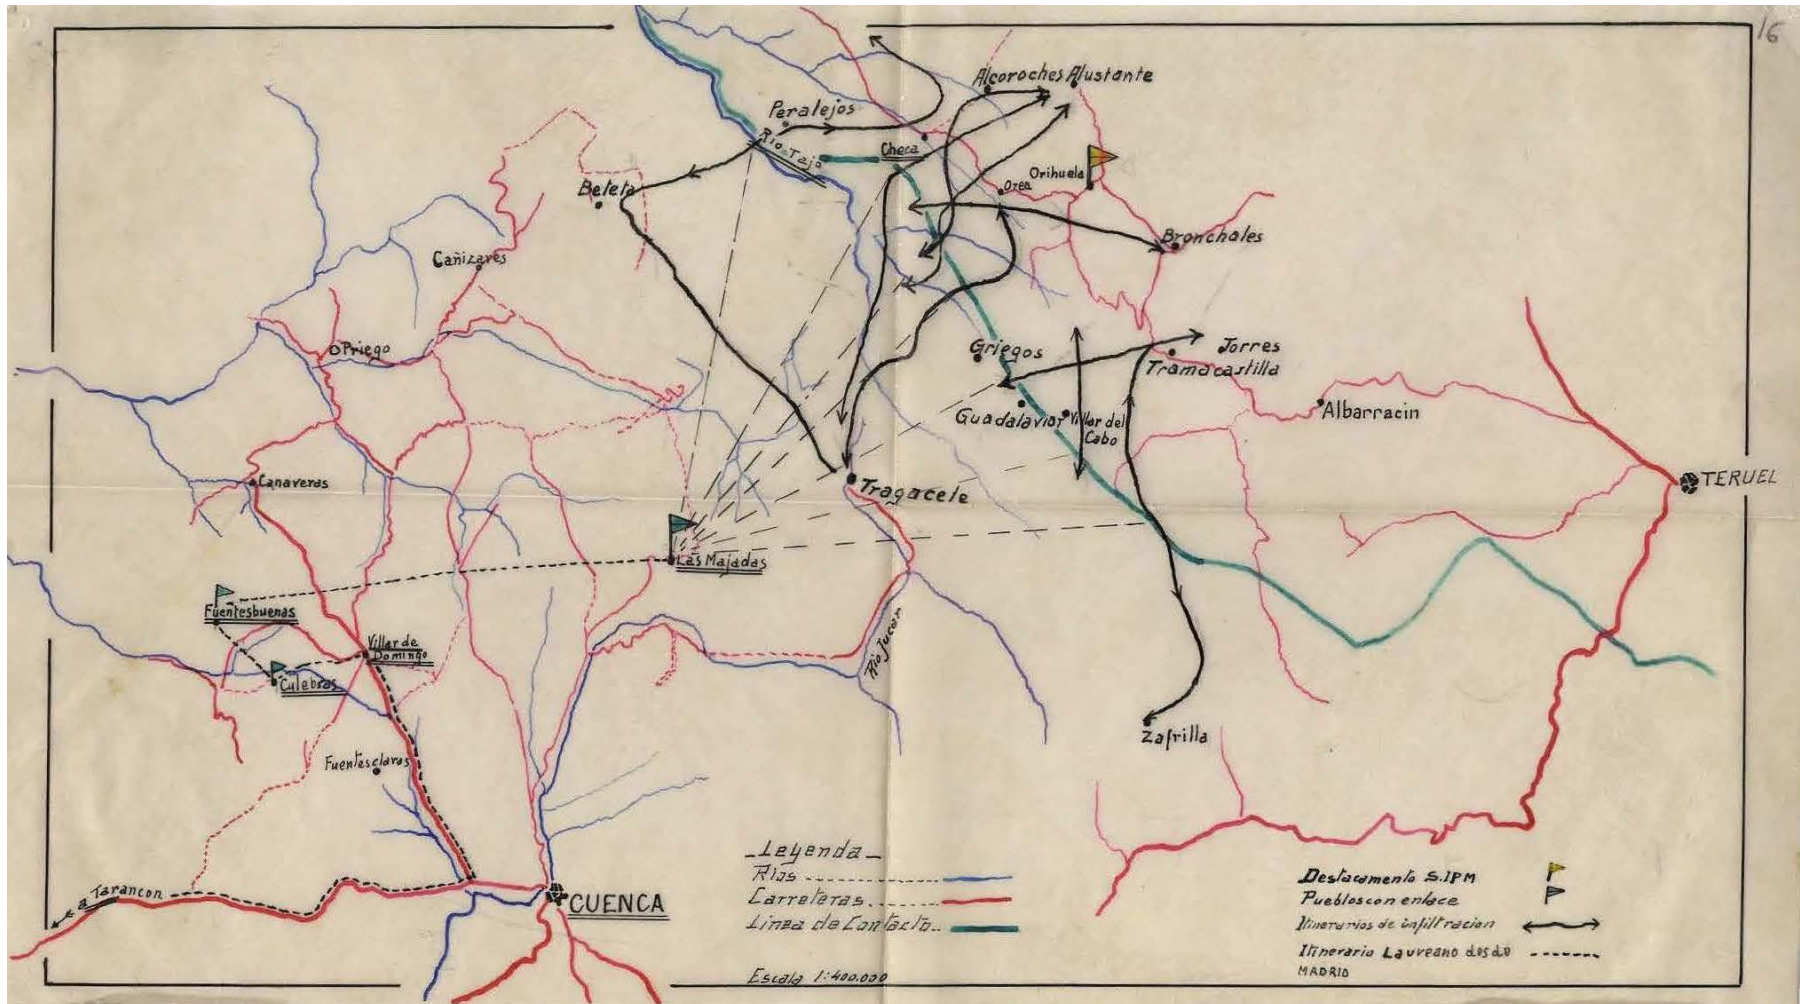 16
Alcoroches Alustante
Peralejos
Rio Tajo
Checa
Orea
Orihuela
Beteta
Bronchales
Cañizares
Priego
Griegos
Torres
Tramacastilla
Guadalaviar
Villar del
Cabo
Albarracin
Canaveras
Tragacete
TERUEL
Las Majadas
Fuentesbuenas
Villar de
Domingo
Culebras
Rio Jucar
Zafrilla
Fuentesclaras
a Tarancon
CUENCA
-Leyenda-
Rios
Carreteras.
Linea de Contacto..
Escala 1:400.000
Destacamento S.IPM
Pueblos con enlace
Itinerarios de infiltracion
Itinerario Laureano desde
MADRID